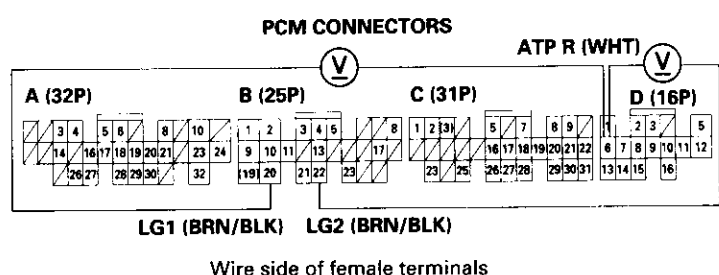 PCM CONNECTORS
ATP R (WHT)
V V
A (32P) B (25P) C (31P) D (16P)
3 4 5 6 8 10 1 2 3 4 5 8 1 2 (3) 5 7 8 9 1 2 3 5
14 16 17 18 19 20 21 23 24 9 10 11 13 17 16 17 18 19 20 21 22 6 7 8 9 10 11 12
26 27 28 29 30 32 (19) 20 21 22 23 23 25 26 27 28 29 30 31 13 14 15 16
LG1 (BRN/BLK) LG2 (BRN/BLK)
Wire side of female terminals